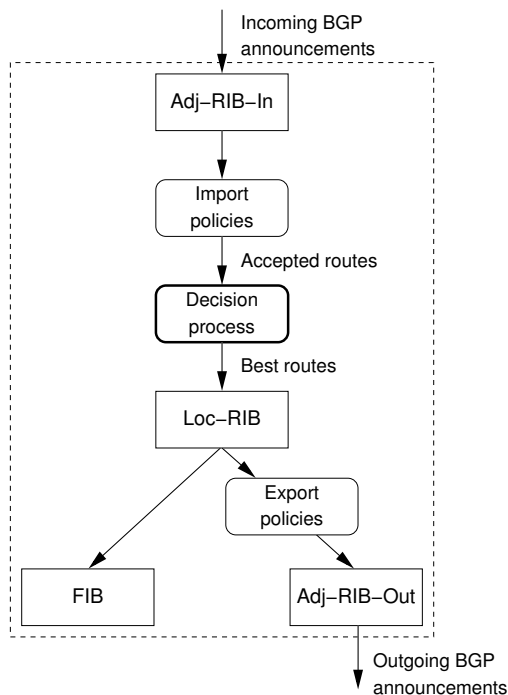 Incoming BGP
announcements
Adj−RIB−In
Import
policies
Accepted routes
Decision
process
Best routes
Loc−RIB
Export
policies
FIB
Adj−RIB−Out
Outgoing BGP
announcements